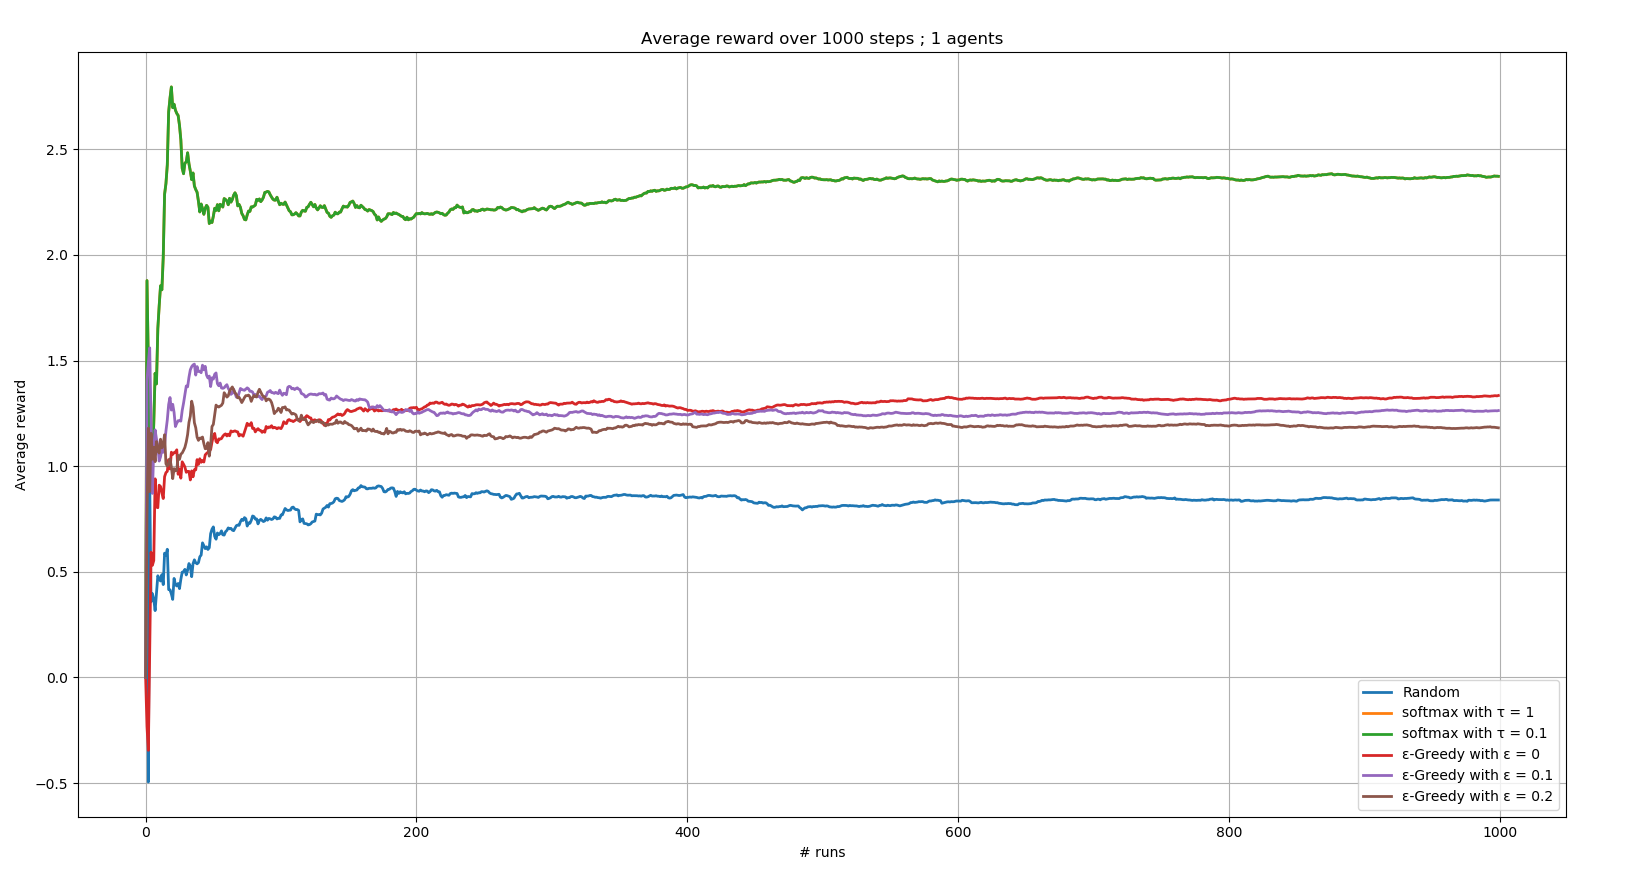 Average reward over 1000 steps ; 1 agents
Average reward
2.5
2.0
1.5
1.0
0.5
0.0
−0.5
0
200
400
600
800
1000
# runs
Random
softmax with τ = 1
softmax with τ = 0.1
ε-Greedy with ε = 0
ε-Greedy with ε = 0.1
ε-Greedy with ε = 0.2